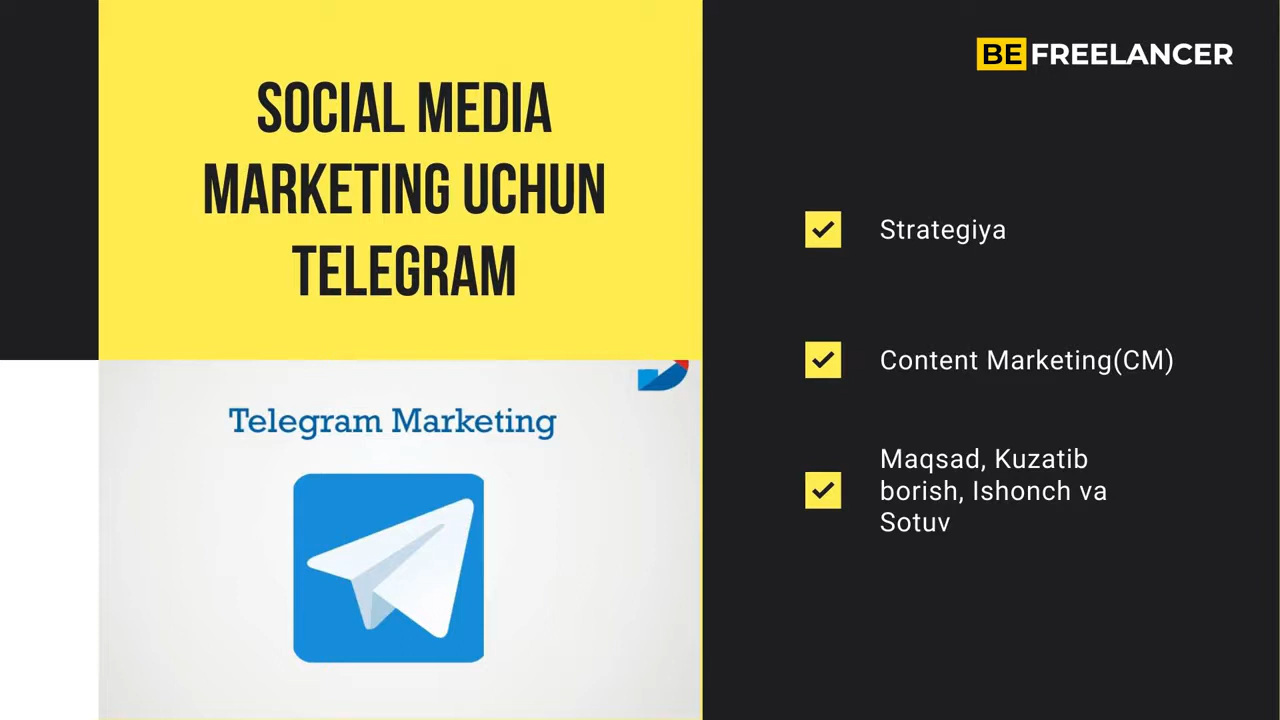 SOCIAL MEDIA
MARKETING UCHUN
TELEGRAM
Telegram Marketing
BE FREELANCER
Strategiya
Content Marketing(CM)
Maqsad, Kuzatib
borish, Ishonch va
Sotuv